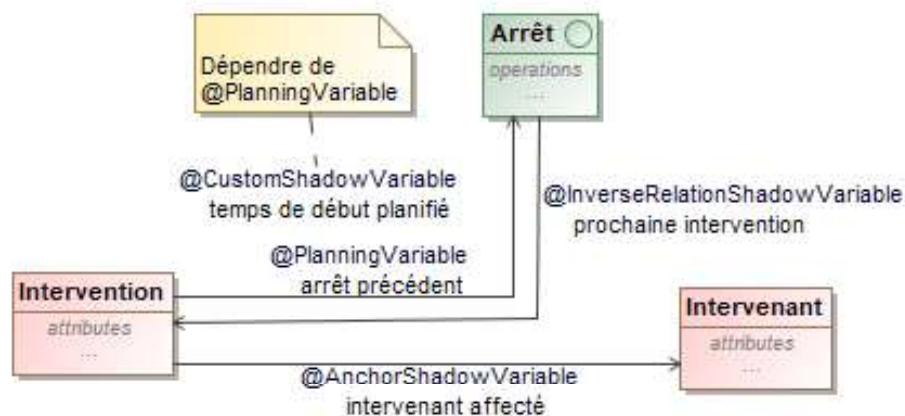 Arrêt
operations
...
Dépendre de
@PlanningVariable
@CustomShadowVariable
temps de début planifié
@InverseRelationShadowVariable
prochaine intervention
@PlanningVariable
arrêt précédent
Intervention
attributes
...
Intervenant
attributes
...
@AnchorShadowVariable
intervenant affecté